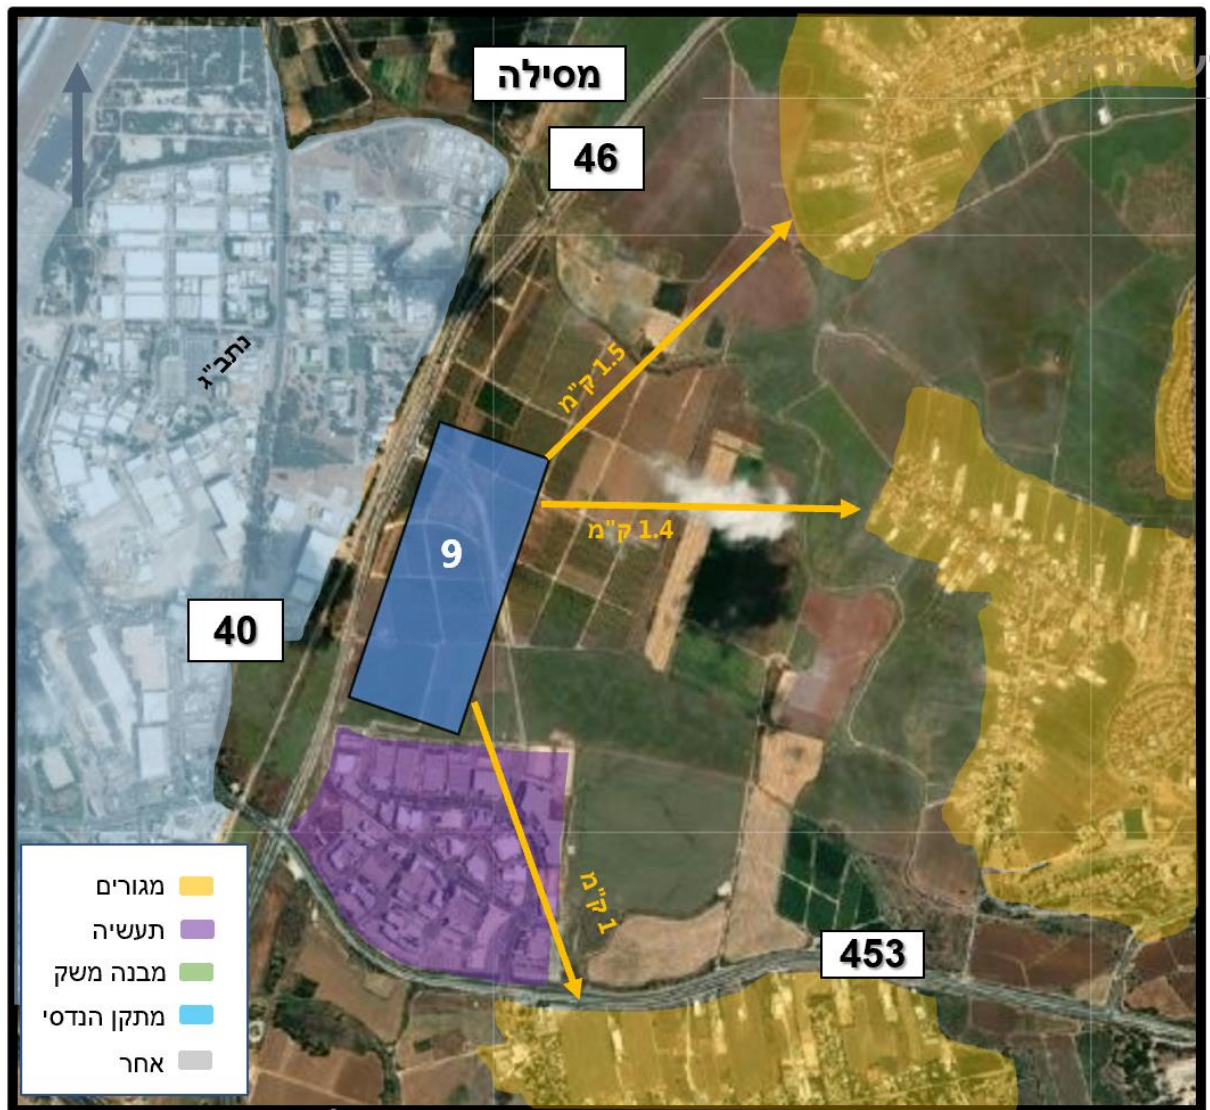 מסילה
46
נתב"ג
1.5 ק"מ
1.4 ק"מ
9
40
1 ק"מ
453
מגורים
תעשיה
מבנה משק
מתקן הנדסי
אחר